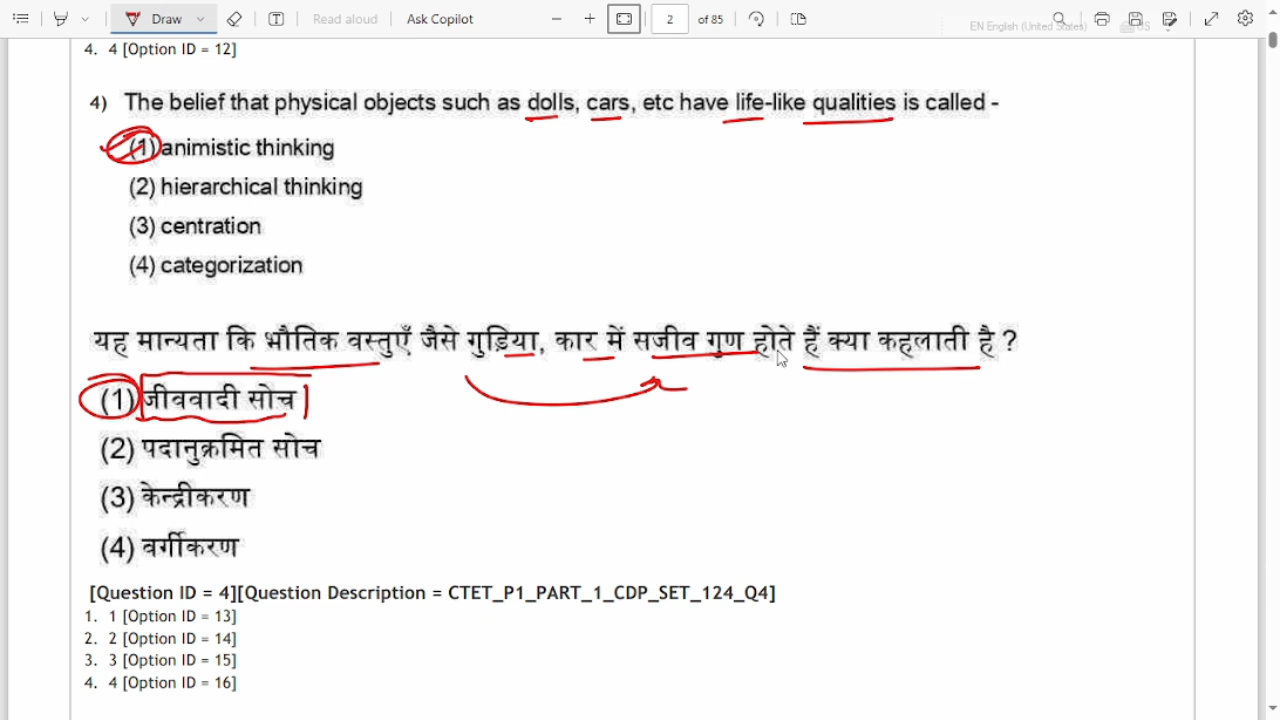 Draw
Read aloud
Ask Copilot
2
of 85
EN English (United States)
4. 4 [Option ID = 12]
4) The belief that physical objects such as dolls, cars, etc have life-like qualities is called -
(1) animistic thinking
(2) hierarchical thinking
(3) centration
(4) categorization
यह मान्यता कि भौतिक वस्तुएँ जैसे गुड़िया, कार में सजीव गुण होते हैं क्या कहलाती है ?
(1) जीववादी सोच
(2) पदानुक्रमित सोच
(3) केन्द्रीकरण
(4) वर्गीकरण
[Question ID = 4][Question Description = CTET_P1_PART_1_CDP_SET_124_Q4]
1. 1 [Option ID = 13]
2. 2 [Option ID = 14]
3. 3 [Option ID = 15]
4. 4 [Option ID = 16]